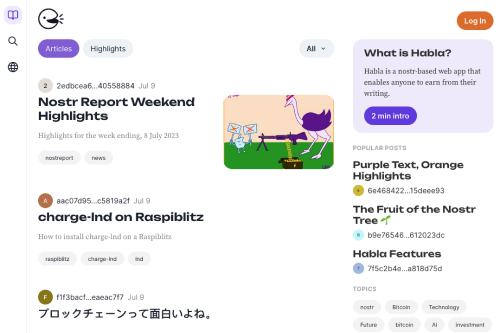 Log In
Articles
Highlights
All
2
2edbcea6...40558884 Jul 9
Nostr Report Weekend
Highlights
Highlights for the week ending, 8 July 2023
nostreport
news
A
aac07d95...c5819a2f Jul 9
charge-lnd on Raspiblitz
How to install charge-lnd on a Raspiblitz
raspiblitz
charge-lnd
lnd
F
f1f3bacf...eaeac7f7 Jul 9
ブロックチェーンって面白いよね。
What is Habla?
Habla is a nostr-based web app that
enables anyone to earn from their
writing.
2 min intro
POPULAR POSTS
Purple Text, Orange
Highlights
6e468422...15deee93
The Fruit of the Nostr
Tree 🌱
b9e76546...612023dc
Habla Features
7f5c2b4e...a818d75d
TOPICS
nostr
Bitcoin
Technology
Future
bitcoin
AI
investment